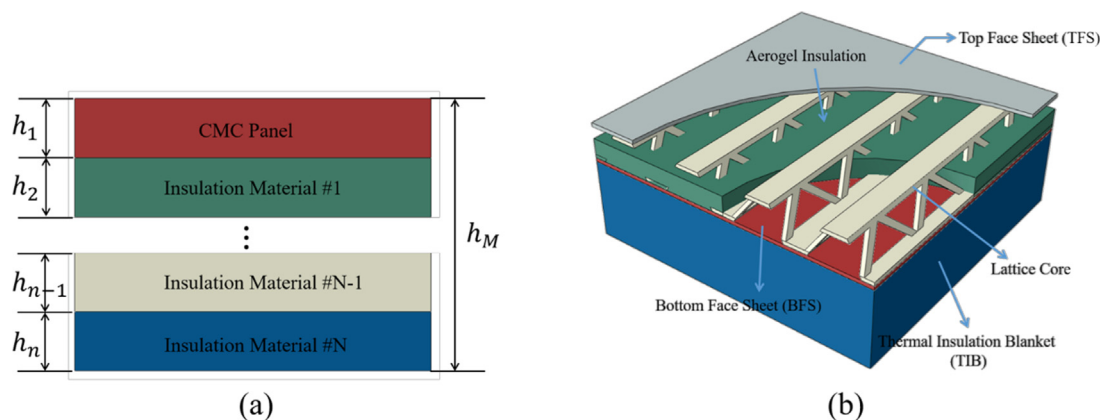 h₁
CMC Panel
h₂
Insulation Material #1
⋮
hₙ₋₁
Insulation Material #N-1
hₙ
Insulation Material #N
h_M
(a)
Top Face Sheet (TFS)
Aerogel Insulation
Lattice Core
Bottom Face Sheet (BFS)
Thermal Insulation Blanket
(TIB)
(b)